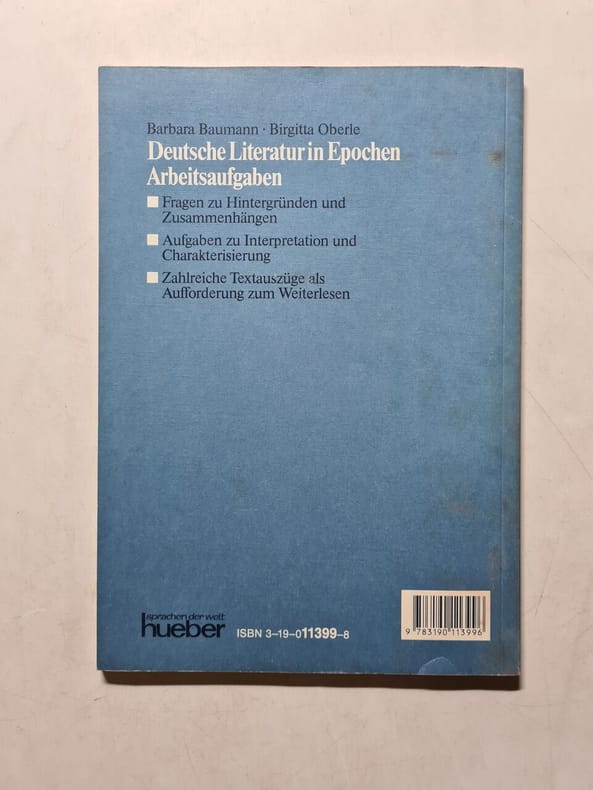 Barbara Baumann · Birgitta Oberle
Deutsche Literatur in Epochen
Arbeitsaufgaben
Fragen zu Hintergründen und
Zusammenhängen
Aufgaben zu Interpretation und
Charakterisierung
Zahlreiche Textauszüge als
Aufforderung zum Weiterlesen
sprachen der welt
hueber
ISBN 3–19–011399–8
9 783190 113996